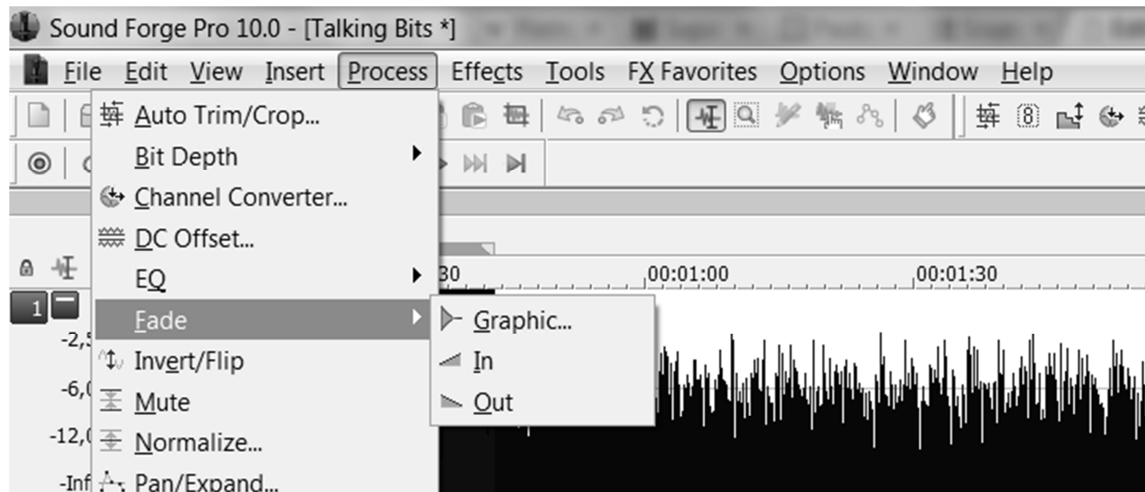 Sound Forge Pro 10.0 - [Talking Bits *]
File Edit View Insert Process Effects Tools FX Favorites Options Window Help
Auto Trim/Crop...
Bit Depth
Channel Converter...
DC Offset...
EQ
30 00:01:00 00:01:30
1
Fade
Graphic...
-2,5
Invert/Flip
In
-6,0
Mute
Out
-12,0
Normalize...
-Inf
Pan/Expand...